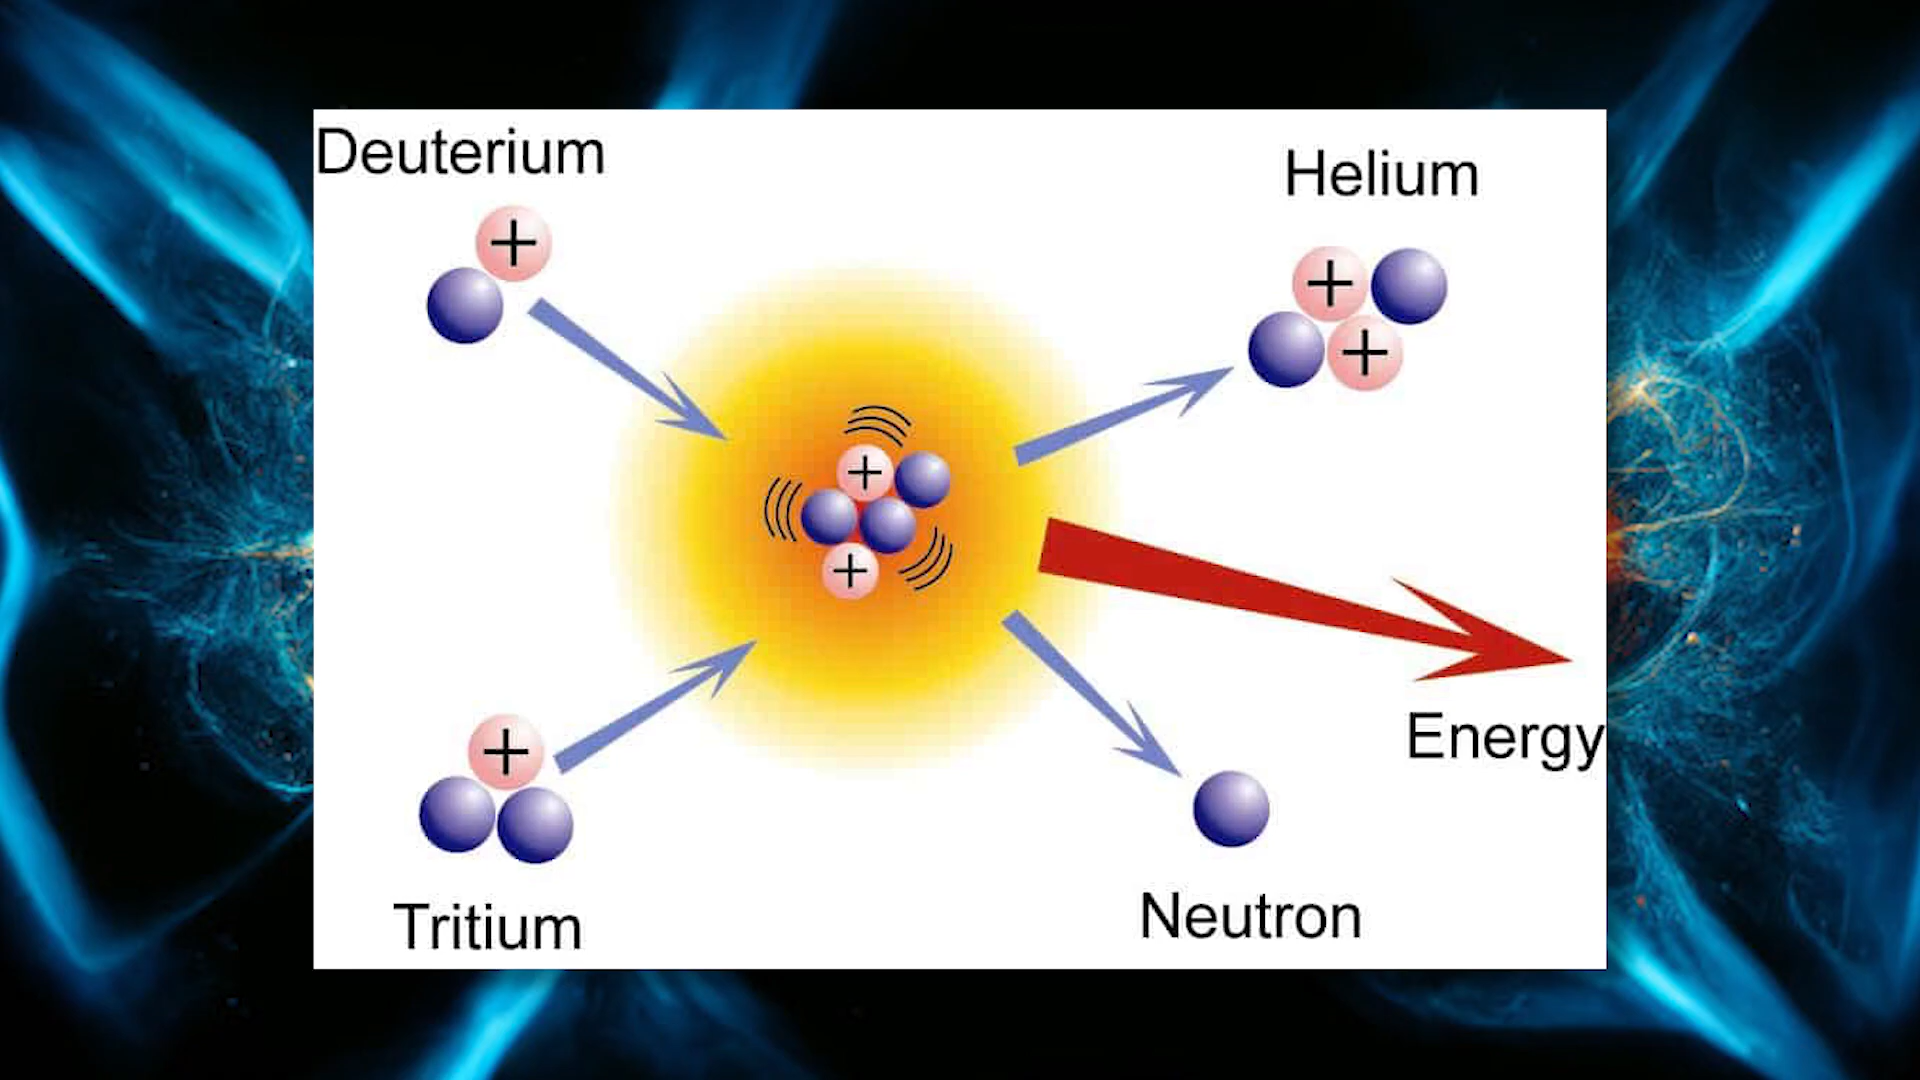 Deuterium
Helium
+
+
+
+
+
+
Energy
Tritium
Neutron